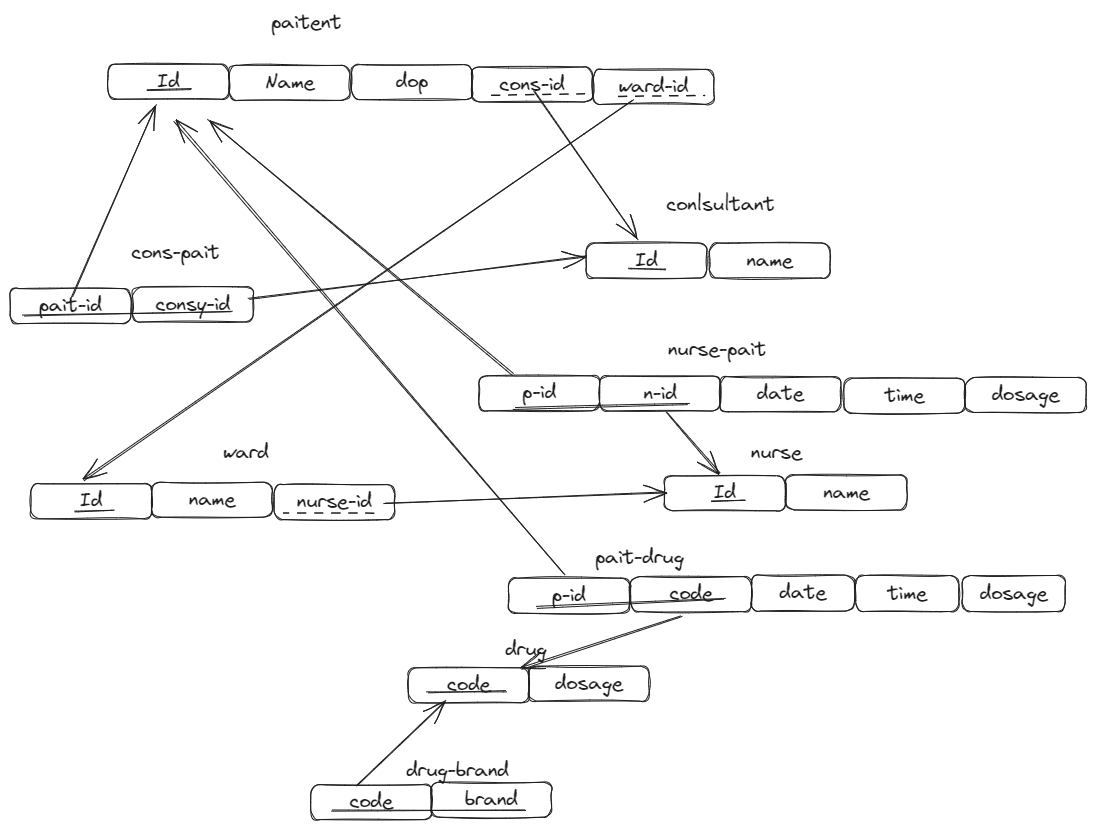 paitent
Id Name dop cons-id ward-id
conlsultant
Id name
cons-pait
pait-id consy-id
nurse-pait
p-id n-id date time dosage
ward
Id name nurse-id
nurse
Id name
pait-drug
p-id code date time dosage
drug
code dosage
drug-brand
code brand